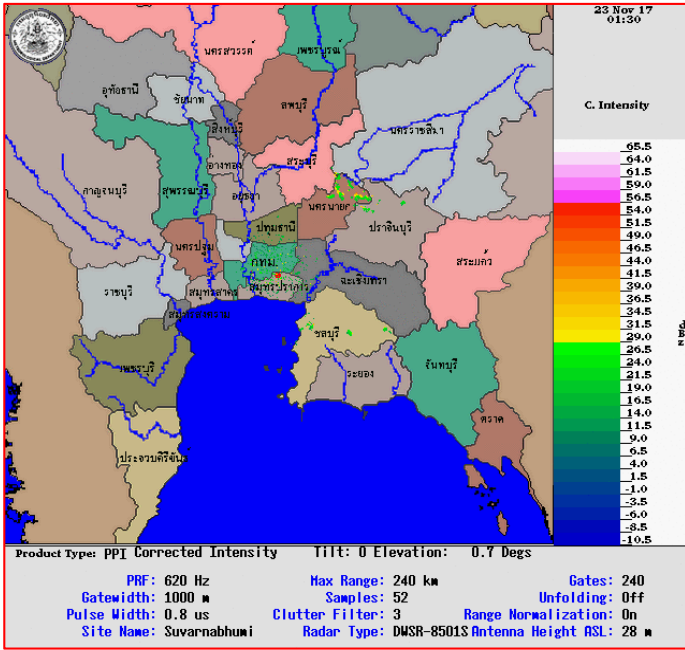 23 Nov 17
01:30
นครสวรรค์
เพชรบูรณ์
อุทัยธานี
ชัยนาท
ลพบุรี
C. Intensity
สิงห์บุรี
นครราชสีมา
อ่างทอง
สระบุรี
กาญจนบุรี
สุพรรณบุรี
อยุธยา
นครนายก
ปราจีนบุรี
ปทุมธานี
นครปฐม
กทม.
สระแก้ว
ราชบุรี
สมุทรสาคร
สมุทรปราการ
ฉะเชิงเทรา
สมุทรสงคราม
ชลบุรี
เพชรบุรี
ระยอง
จันทบุรี
ตราด
ประจวบคีรีขันธ์
65.5
64.0
61.5
59.0
56.5
54.0
51.5
49.0
46.5
44.0
41.5
39.0
36.5
34.0
31.5
29.0
26.5
24.0
21.5
19.0
16.5
14.0
11.5
9.0
6.5
4.0
1.5
-1.0
-3.5
-6.0
-8.5
-10.5
Product Type: PPI Corrected Intensity Tilt: 0 Elevation: 0.7 Degs
PRF: 620 Hz Max Range: 240 km Gates: 240
Gatewidth: 1000 m Samples: 52 Unfolding: Off
Pulse Width: 0.8 us Clutter Filter: 3 Range Normalization: On
Site Name: Suvarnabhumi Radar Type: DWSR-8501S Antenna Height ASL: 28 m